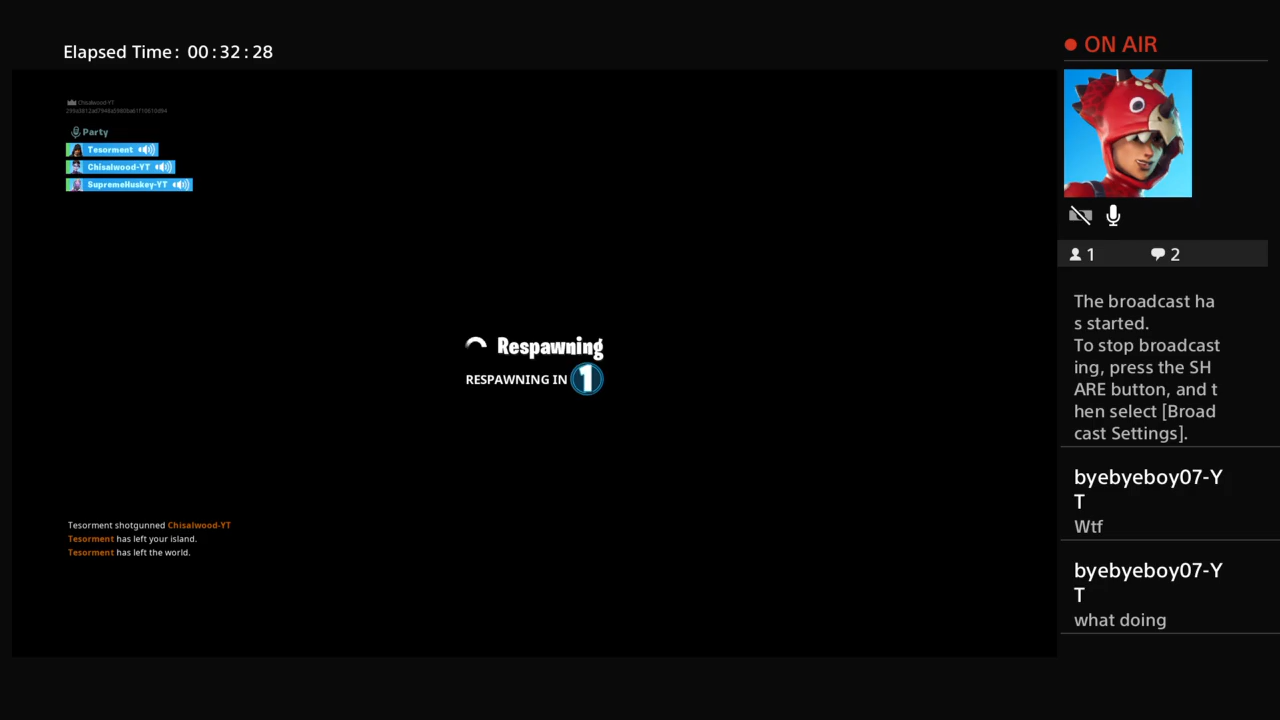 Elapsed Time: 00:32:28
ON AIR
Chisalwood-YT
Party
Tesorment
Chisalwood-YT
SupremeHuskey-YT
1
2
Respawning
RESPAWNING IN 1
The broadcast ha
s started.
To stop broadcast
ing, press the SH
ARE button, and t
hen select [Broad
cast Settings].
byebyeboy07-Y
T
Wtf
byebyeboy07-Y
T
what doing
Tesorment shotgunned Chisalwood-YT
Tesorment has left your island.
Tesorment has left the world.